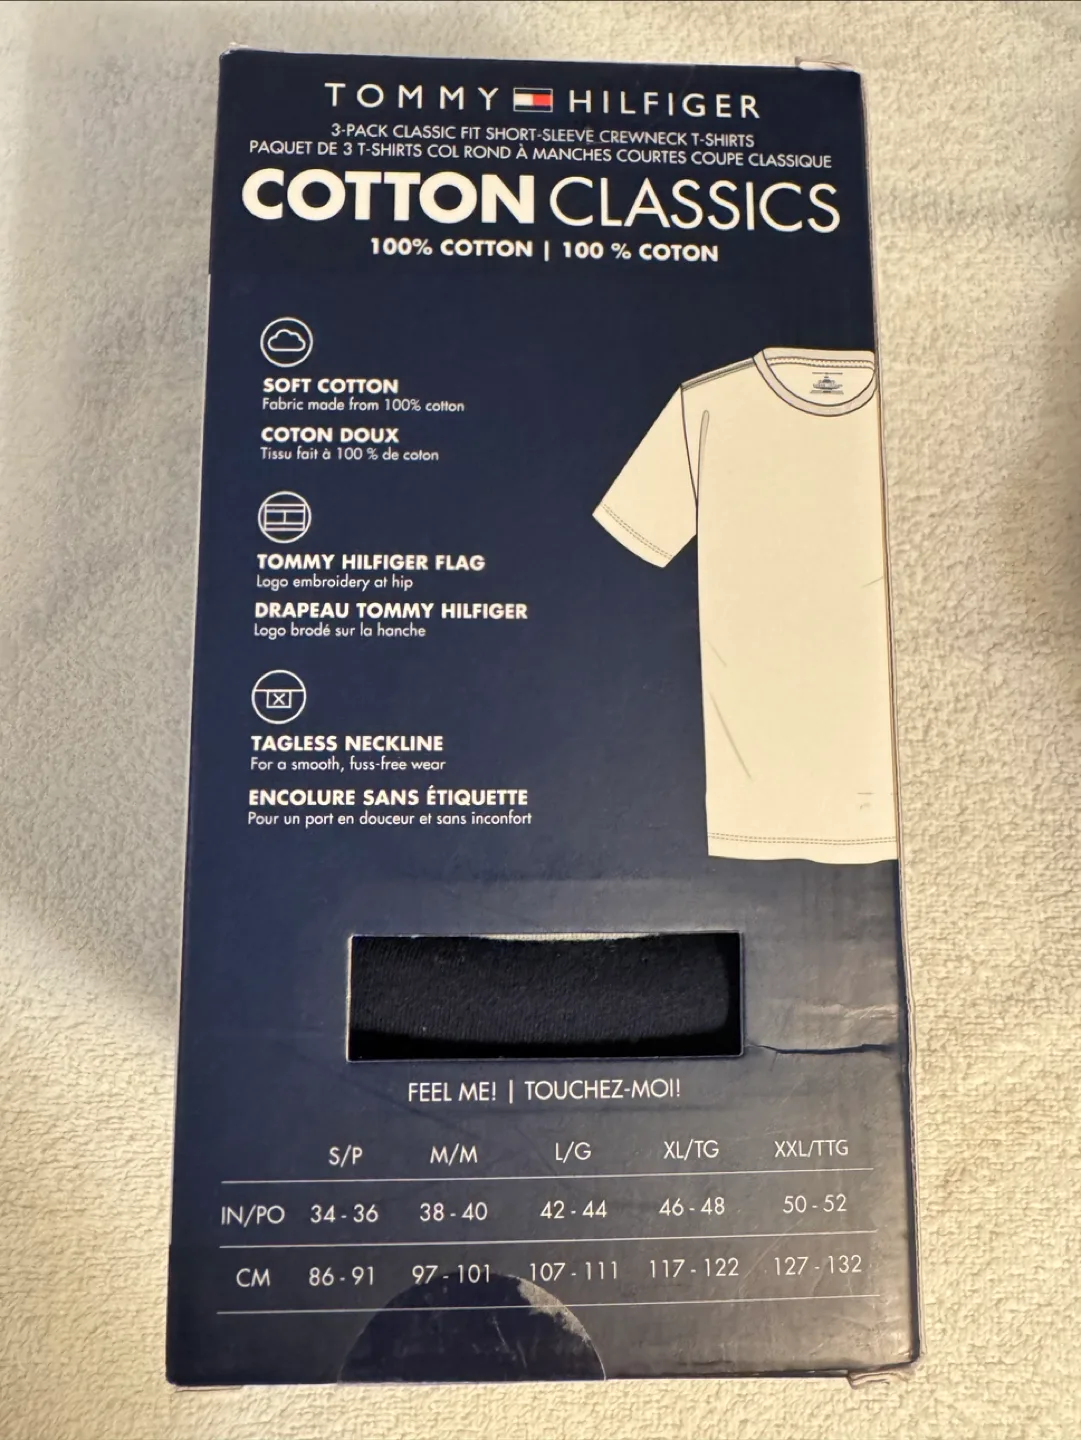 TOMMY HILFIGER
3-PACK CLASSIC FIT SHORT-SLEEVE CREWNECK T-SHIRTS
PAQUET DE 3 T-SHIRTS COL ROND À MANCHES COURTES COUPE CLASSIQUE
COTTON CLASSICS
100% COTTON | 100 % COTON
SOFT COTTON
Fabric made from 100% cotton
COTON DOUX
Tissu fait à 100 % de coton
TOMMY HILFIGER FLAG
Logo embroidery at hip
DRAPEAU TOMMY HILFIGER
Logo brodé sur la hanche
TAGLESS NECKLINE
For a smooth, fuss-free wear
ENCOLURE SANS ÉTIQUETTE
Pour un port en douceur et sans inconfort
FEEL ME! | TOUCHEZ-MOI!
S/P M/M L/G XL/TG XXL/TTG
IN/PO 34 - 36 38 - 40 42 - 44 46 - 48 50 - 52
CM 86 - 91 97 - 101 107 - 111 117 - 122 127 - 132